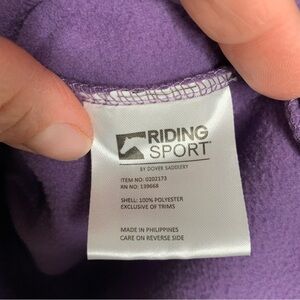 RIDING
SPORT
BY DOVER SADDLERY
ITEM NO: 0202173
RN NO: 139668
SHELL: 100% POLYESTER
EXCLUSIVE OF TRIMS
MADE IN PHILIPPINES
CARE ON REVERSE SIDE